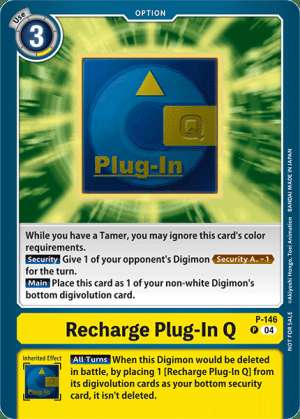 OPTION
Use
3
Q
Plug-In
While you have a Tamer, you may ignore this card's color
requirements.
Security Give 1 of your opponent's Digimon Security A. -1
for the turn.
Main Place this card as 1 of your non-white Digimon's
bottom digivolution card.
©Akiyoshi Hongo, Toei Animation BANDAI MADE IN JAPAN
NOT FOR SALE
Recharge Plug-In Q
P-146
P 04
Inherited Effect
All Turns When this Digimon would be deleted
in battle, by placing 1 [Recharge Plug-In Q] from
its digivolution cards as your bottom security
card, it isn't deleted.